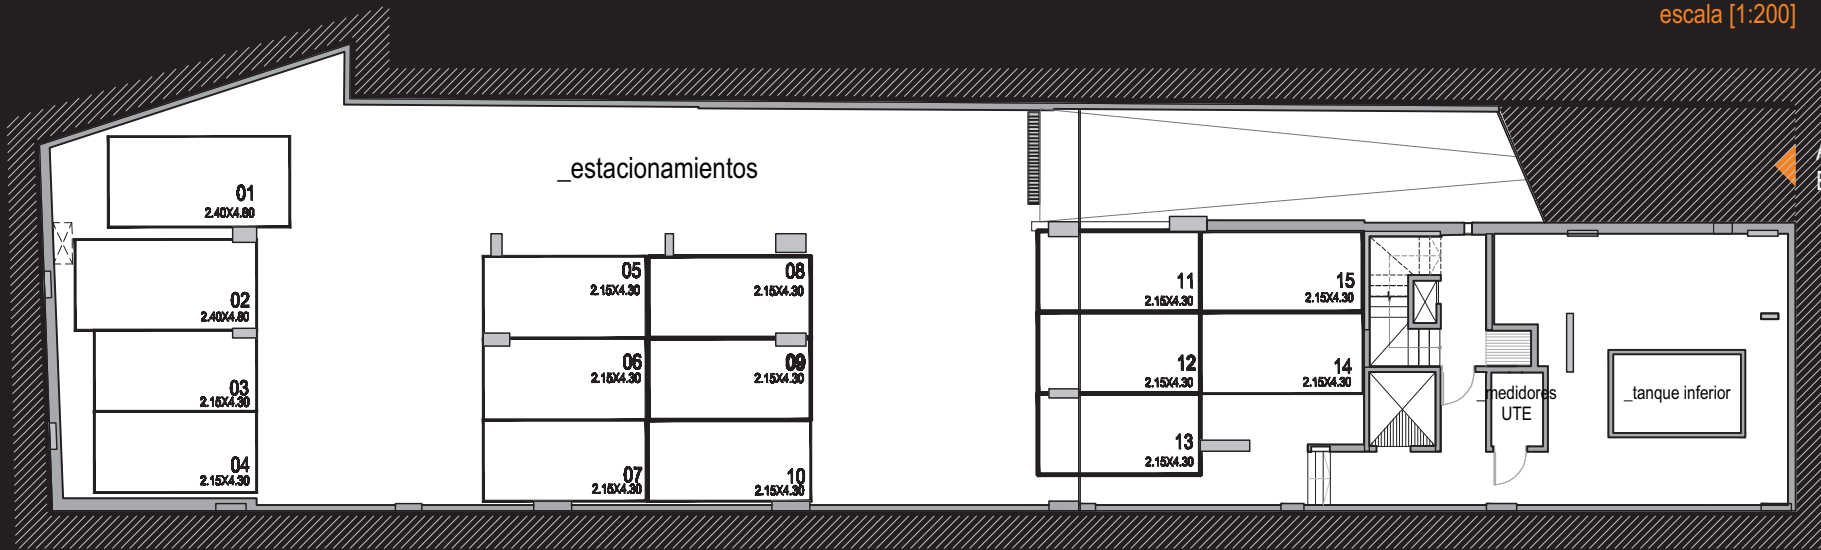 escala [1:200]
_estacionamientos
01
2.40X4.80
02
2.40X4.80
03
2.15X4.30
04
2.15X4.30
05
2.15X4.30
06
2.15X4.30
07
2.15X4.30
08
2.15X4.30
09
2.15X4.30
10
2.15X4.30
11
2.15X4.30
12
2.15X4.30
13
2.15X4.30
15
2.15X4.30
14
2.15X4.30
_medidores
UTE
_tanque inferior